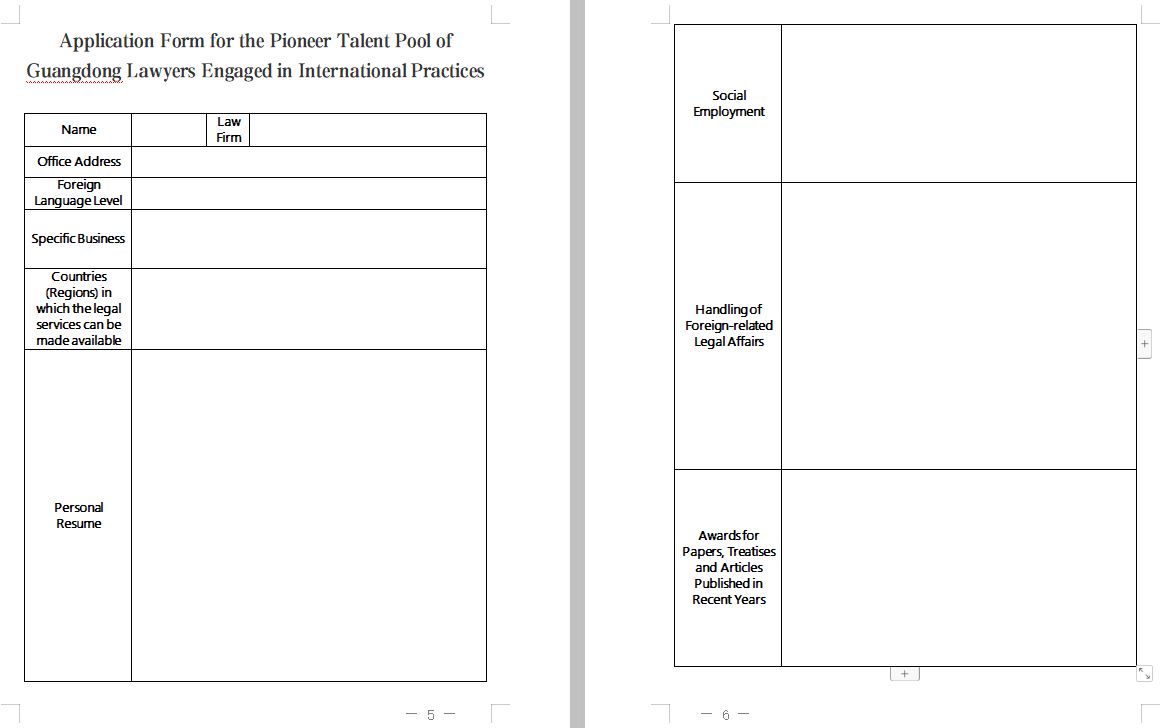 Application Form for the Pioneer Talent Pool of
Guangdong Lawyers Engaged in International Practices
Name
Law
Firm
Office Address
Foreign
Language Level
Specific Business
Countries
(Regions) in
which the legal
services can be
made available
Personal
Resume
— 5 —
Social
Employment
Handling of
Foreign-related
Legal Affairs
Awards for
Papers, Treatises
and Articles
Published in
Recent Years
— 6 —